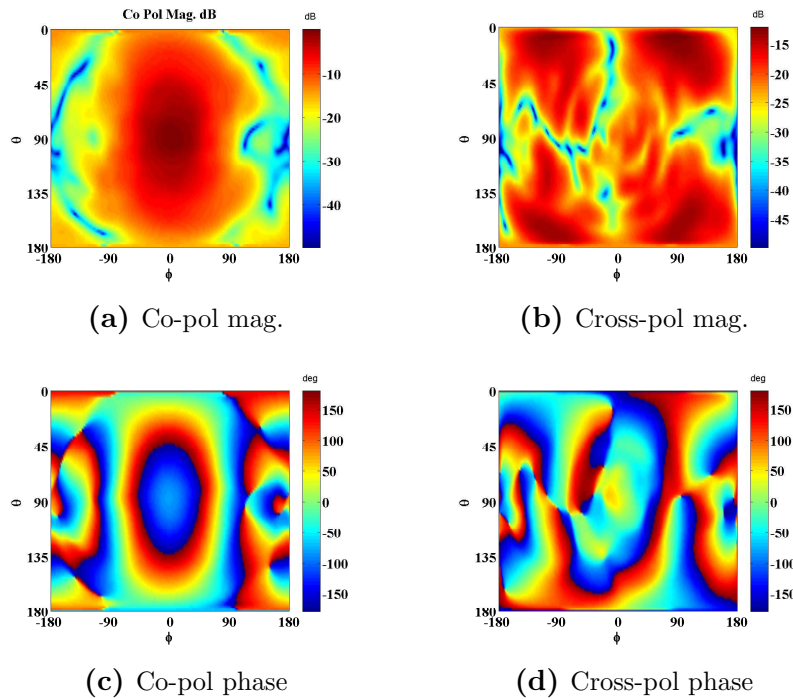 Co Pol Mag. dB
dB
0
45
90
135
180
θ
-180 -90 0 90 180
ϕ
-10
-20
-30
-40
(a) Co-pol mag.
dB
0
45
90
135
180
θ
-180 -90 0 90 180
ϕ
-15
-20
-25
-30
-35
-40
-45
(b) Cross-pol mag.
deg
0
45
90
135
180
θ
-180 -90 0 90 180
ϕ
150
100
50
0
-50
-100
-150
(c) Co-pol phase
deg
0
45
90
135
180
θ
-180 -90 0 90 180
ϕ
150
100
50
0
-50
-100
-150
(d) Cross-pol phase